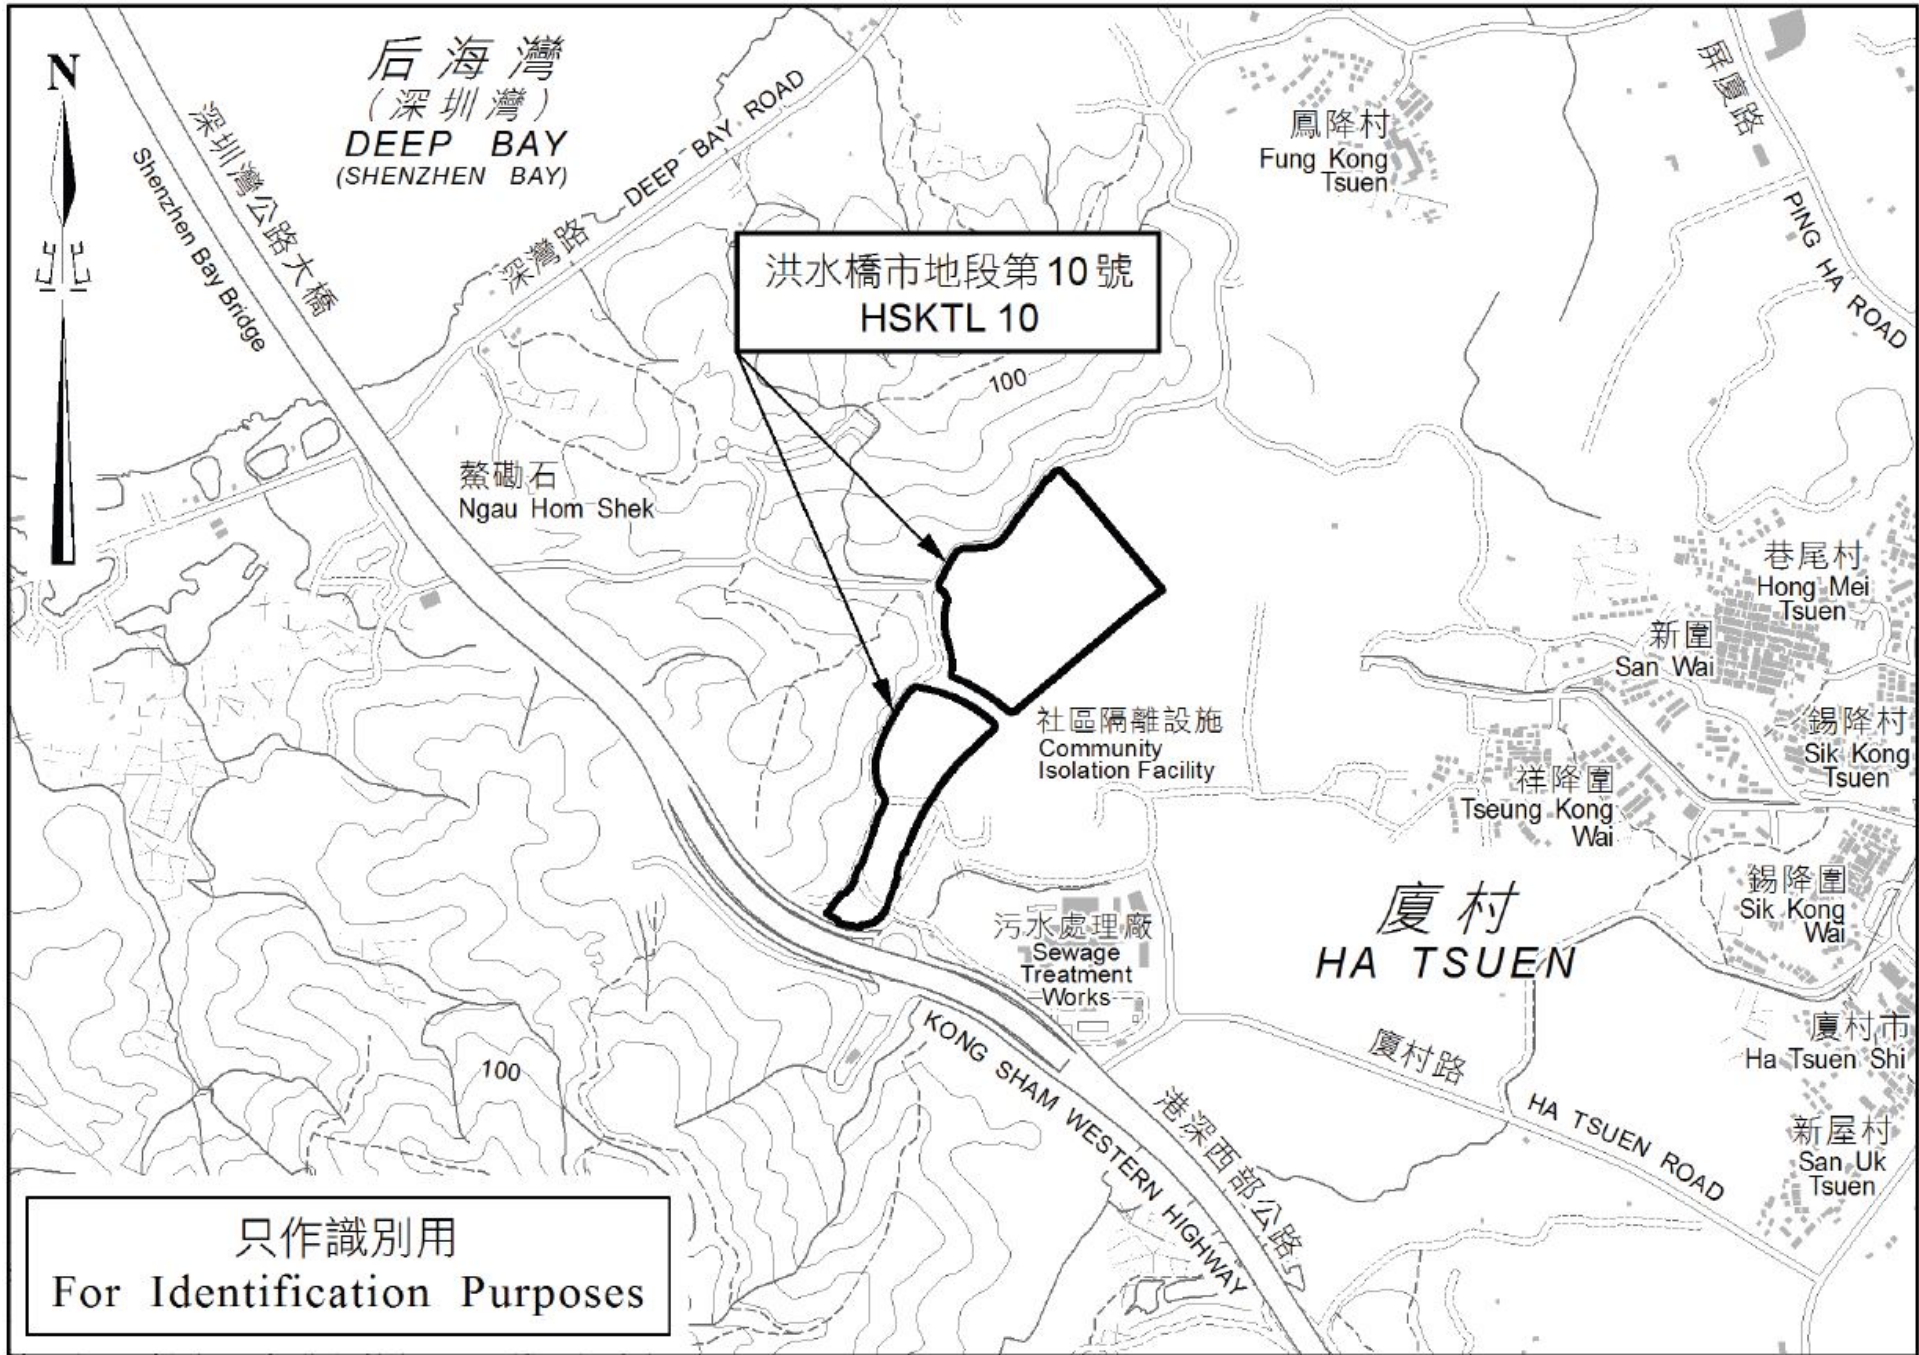 N
后海灣
(深圳灣)
DEEP BAY
(SHENZHEN BAY)
深圳灣公路大橋
Shenzhen Bay Bridge
深灣路
DEEP BAY ROAD
鳳降村
Fung Kong
Tsuen
屏廈路
PING HA ROAD
洪水橋市地段第10號
HSKTL 10
100
鰲磡石
Ngau Hom Shek
巷尾村
Hong Mei
Tsuen
新圍
San Wai
錫降村
Sik Kong
Tsuen
社區隔離設施
Community
Isolation Facility
祥降圍
Tseung Kong
Wai
錫降圍
Sik Kong
Wai
廈村
HA TSUEN
污水處理廠
Sewage
Treatment
Works
廈村市
Ha Tsuen Shi
廈村路
HA TSUEN ROAD
100
KONG SHAM WESTERN HIGHWAY
港深西部公路
新屋村
San Uk
Tsuen
只作識別用
For Identification Purposes